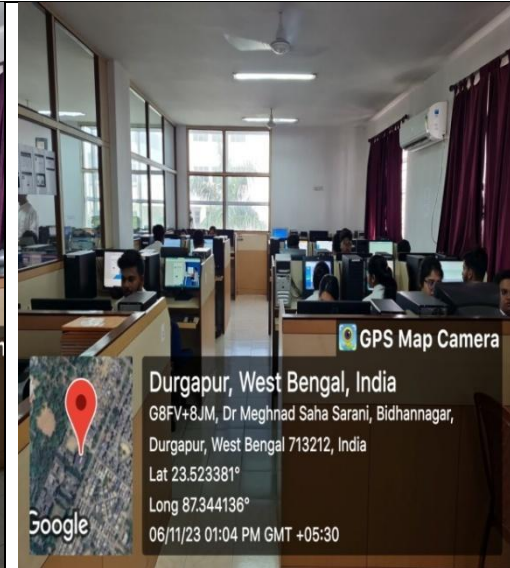 GPS Map Camera
Durgapur, West Bengal, India
G8FV+8JM, Dr Meghnad Saha Sarani, Bidhannagar,
Durgapur, West Bengal 713212, India
Lat 23.523381°
Long 87.344136°
06/11/23 01:04 PM GMT +05:30
Google